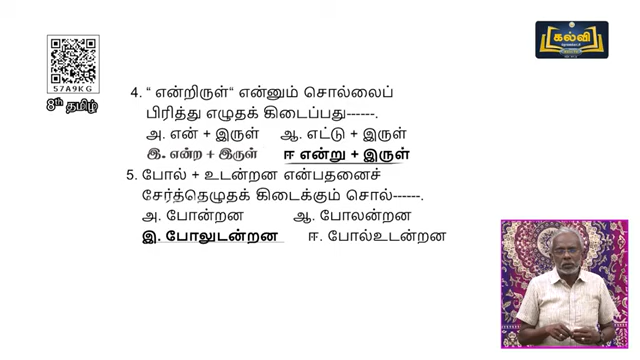 57A9KG
8th தமிழ்
கல்வி
4. “ என்றிருள்“ என்னும் சொல்லைப்
பிரித்து எழுதக் கிடைப்பது------.
அ. என் + இருள் ஆ. எட்டு + இருள்
இ. என்ற + இருள் ஈ என்று + இருள்
5. போல் + உடன்றன என்பதனைச்
சேர்த்தெழுதக் கிடைக்கும் சொல்------.
அ. போன்றன ஆ. போலன்றன
இ. போலுடன்றன ஈ. போல்உடன்றன